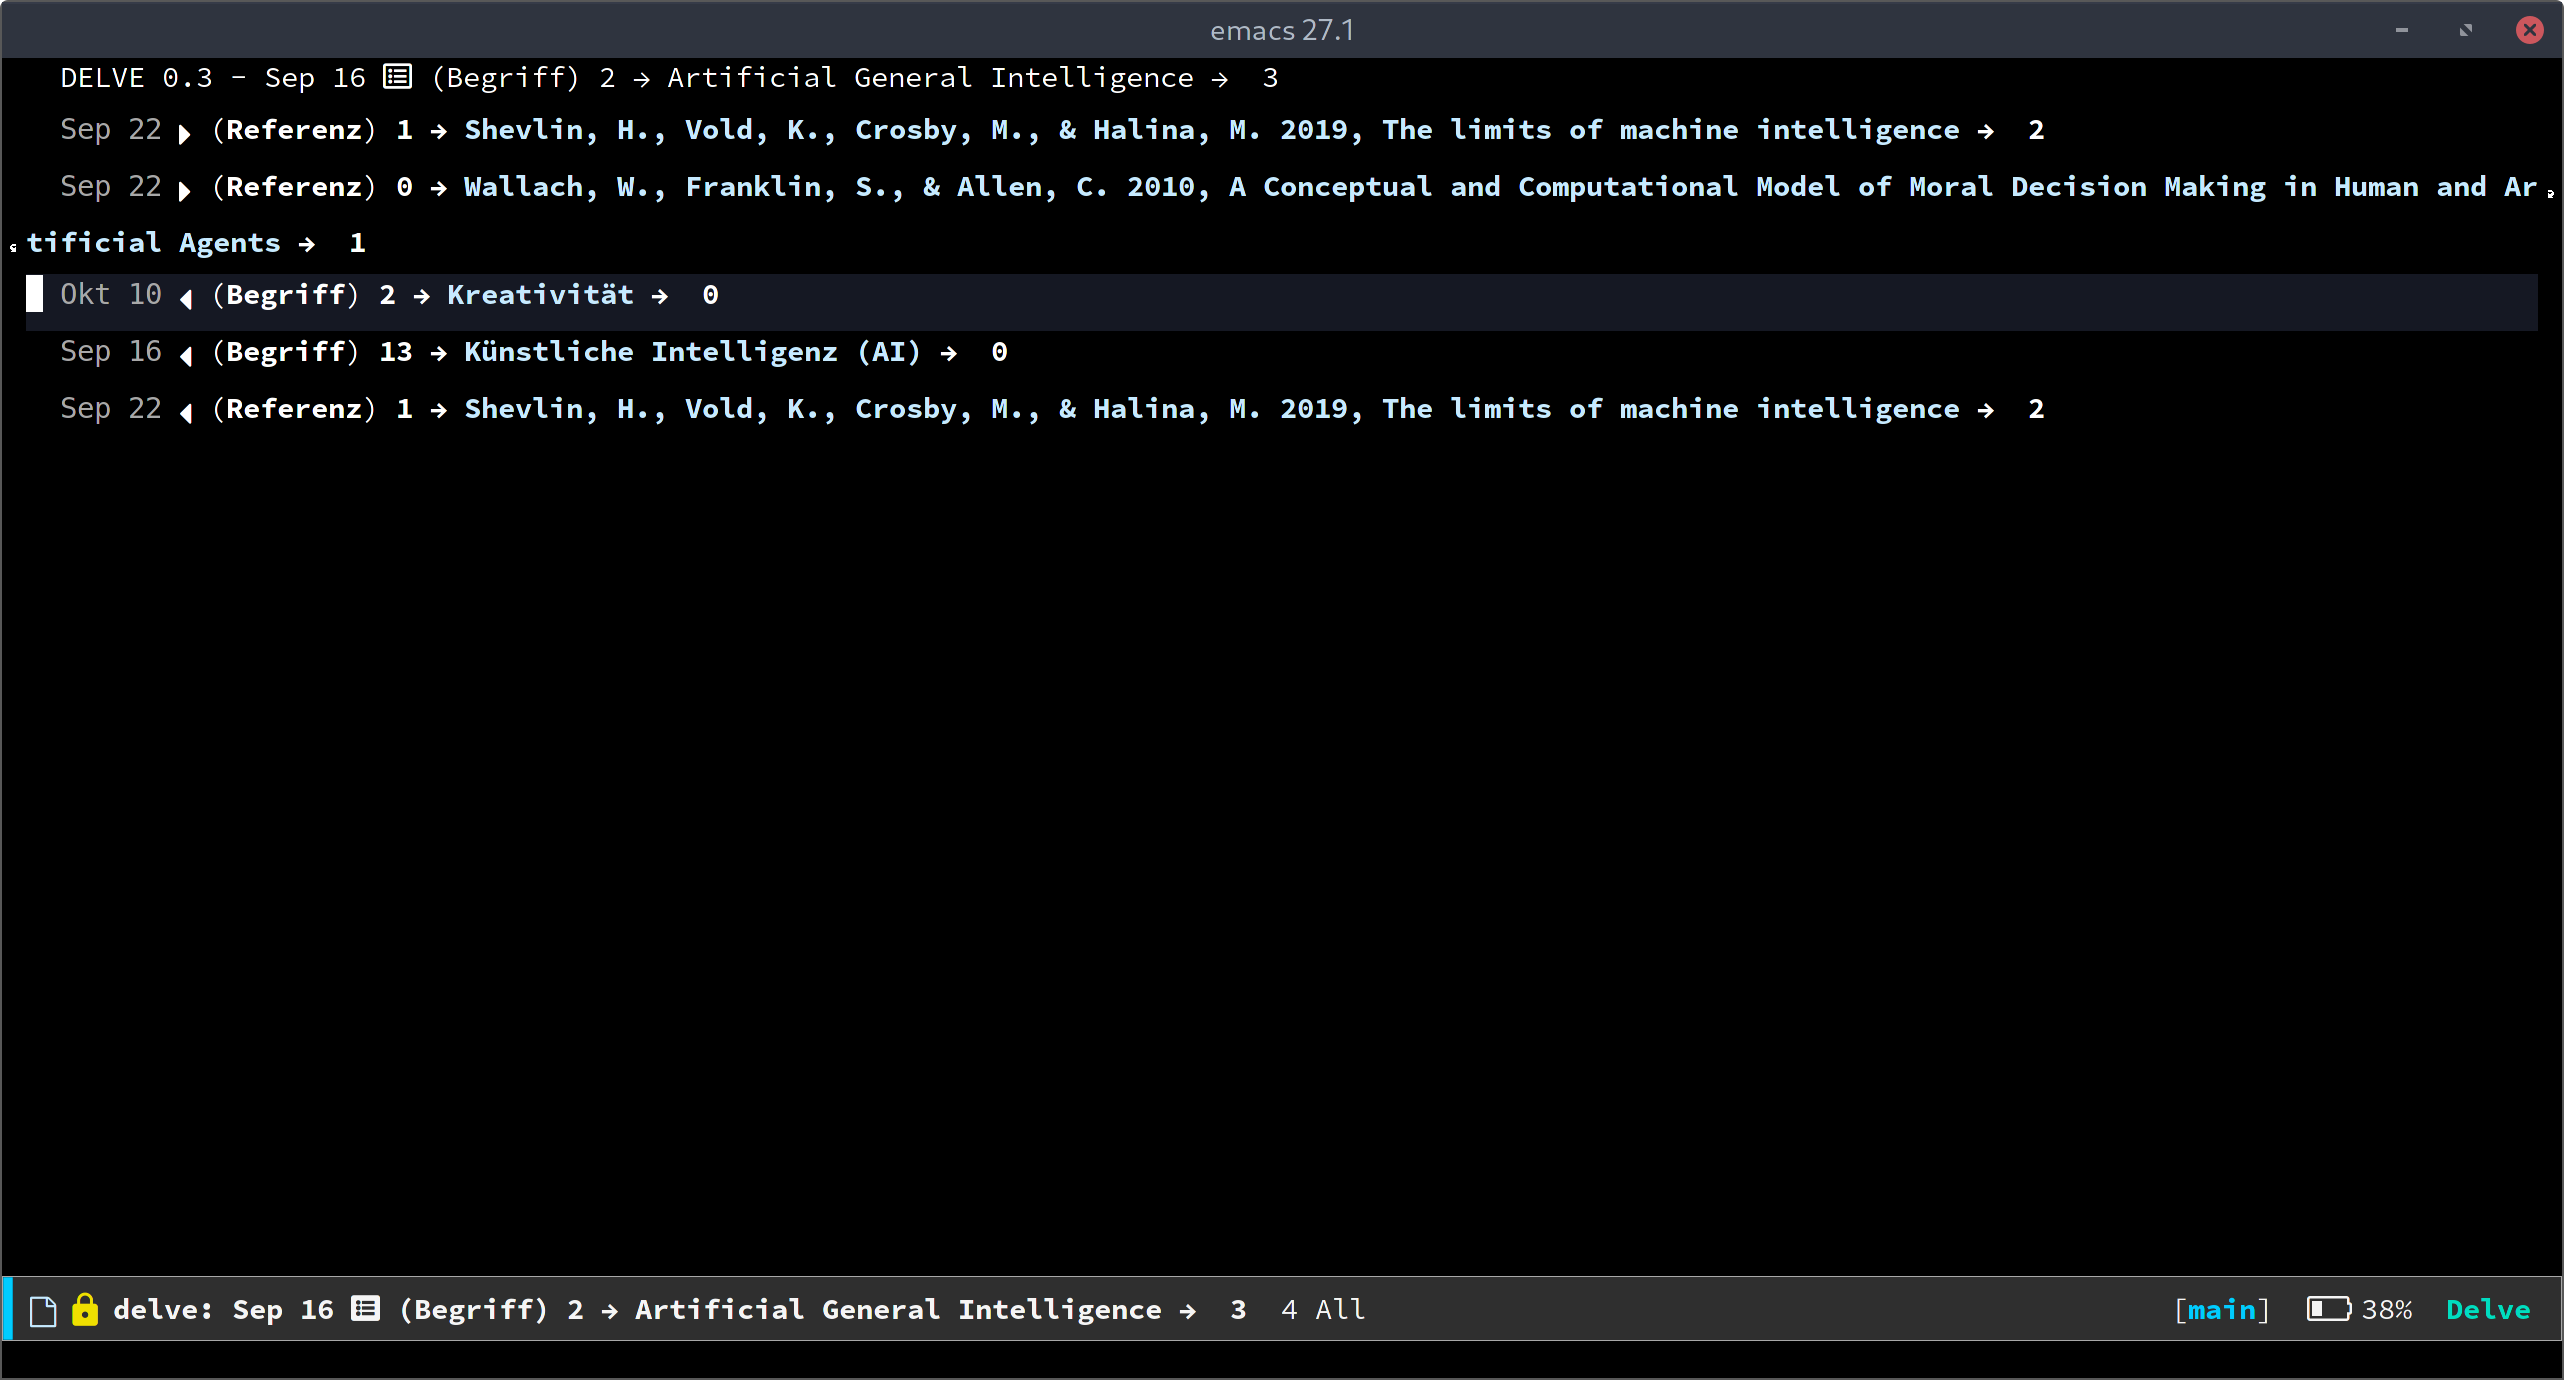 emacs 27.1
DELVE 0.3 - Sep 16 (Begriff) 2 → Artificial General Intelligence → 3
Sep 22 ▸ (Referenz) 1 → Shevlin, H., Vold, K., Crosby, M., & Halina, M. 2019, The limits of machine intelligence → 2
Sep 22 ▸ (Referenz) 0 → Wallach, W., Franklin, S., & Allen, C. 2010, A Conceptual and Computational Model of Moral Decision Making in Human and Ar
tificial Agents → 1
Okt 10 ◂ (Begriff) 2 → Kreativität → 0
Sep 16 ◂ (Begriff) 13 → Künstliche Intelligenz (AI) → 0
Sep 22 ◂ (Referenz) 1 → Shevlin, H., Vold, K., Crosby, M., & Halina, M. 2019, The limits of machine intelligence → 2
delve: Sep 16 (Begriff) 2 → Artificial General Intelligence → 3 4 All [main] 38% Delve